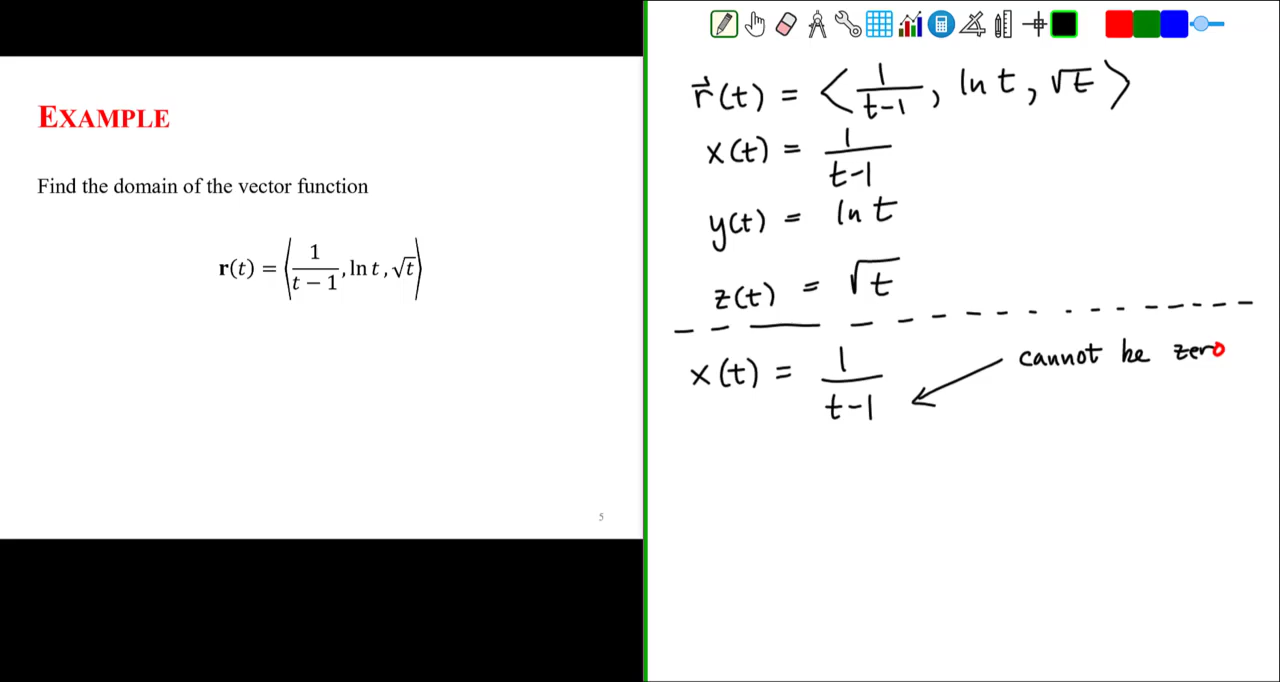 EXAMPLE
Find the domain of the vector function
r(t) = ⟨1/(t − 1), ln t, √t⟩
5
r⃗(t) = ⟨1/(t-1), ln t, √t⟩
x(t) = 1/(t-1)
y(t) = ln t
z(t) = √t
x(t) = 1/(t-1) cannot be zero